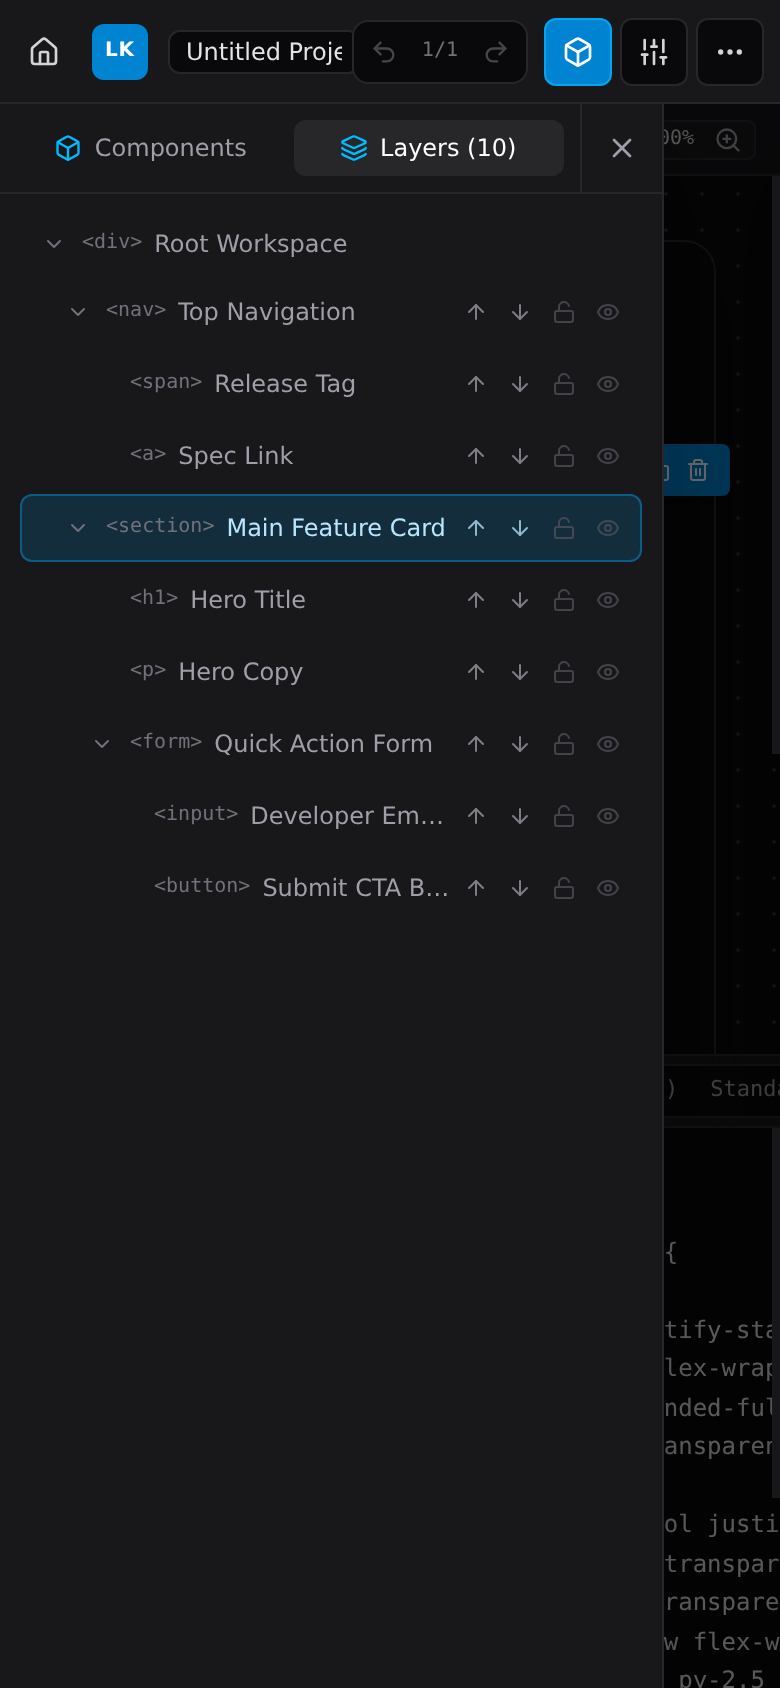 LK Untitled Proje 1/1
Components Layers (10)
00%
<div> Root Workspace
<nav> Top Navigation
<span> Release Tag
<a> Spec Link
<section> Main Feature Card
<h1> Hero Title
<p> Hero Copy
<form> Quick Action Form
<input> Developer Em…
<button> Submit CTA B…
) Standa
{
tify-sta
lex-wrap
nded-ful
ansparen
ol justi
transpar
ranspare
w flex-w
py-2.5